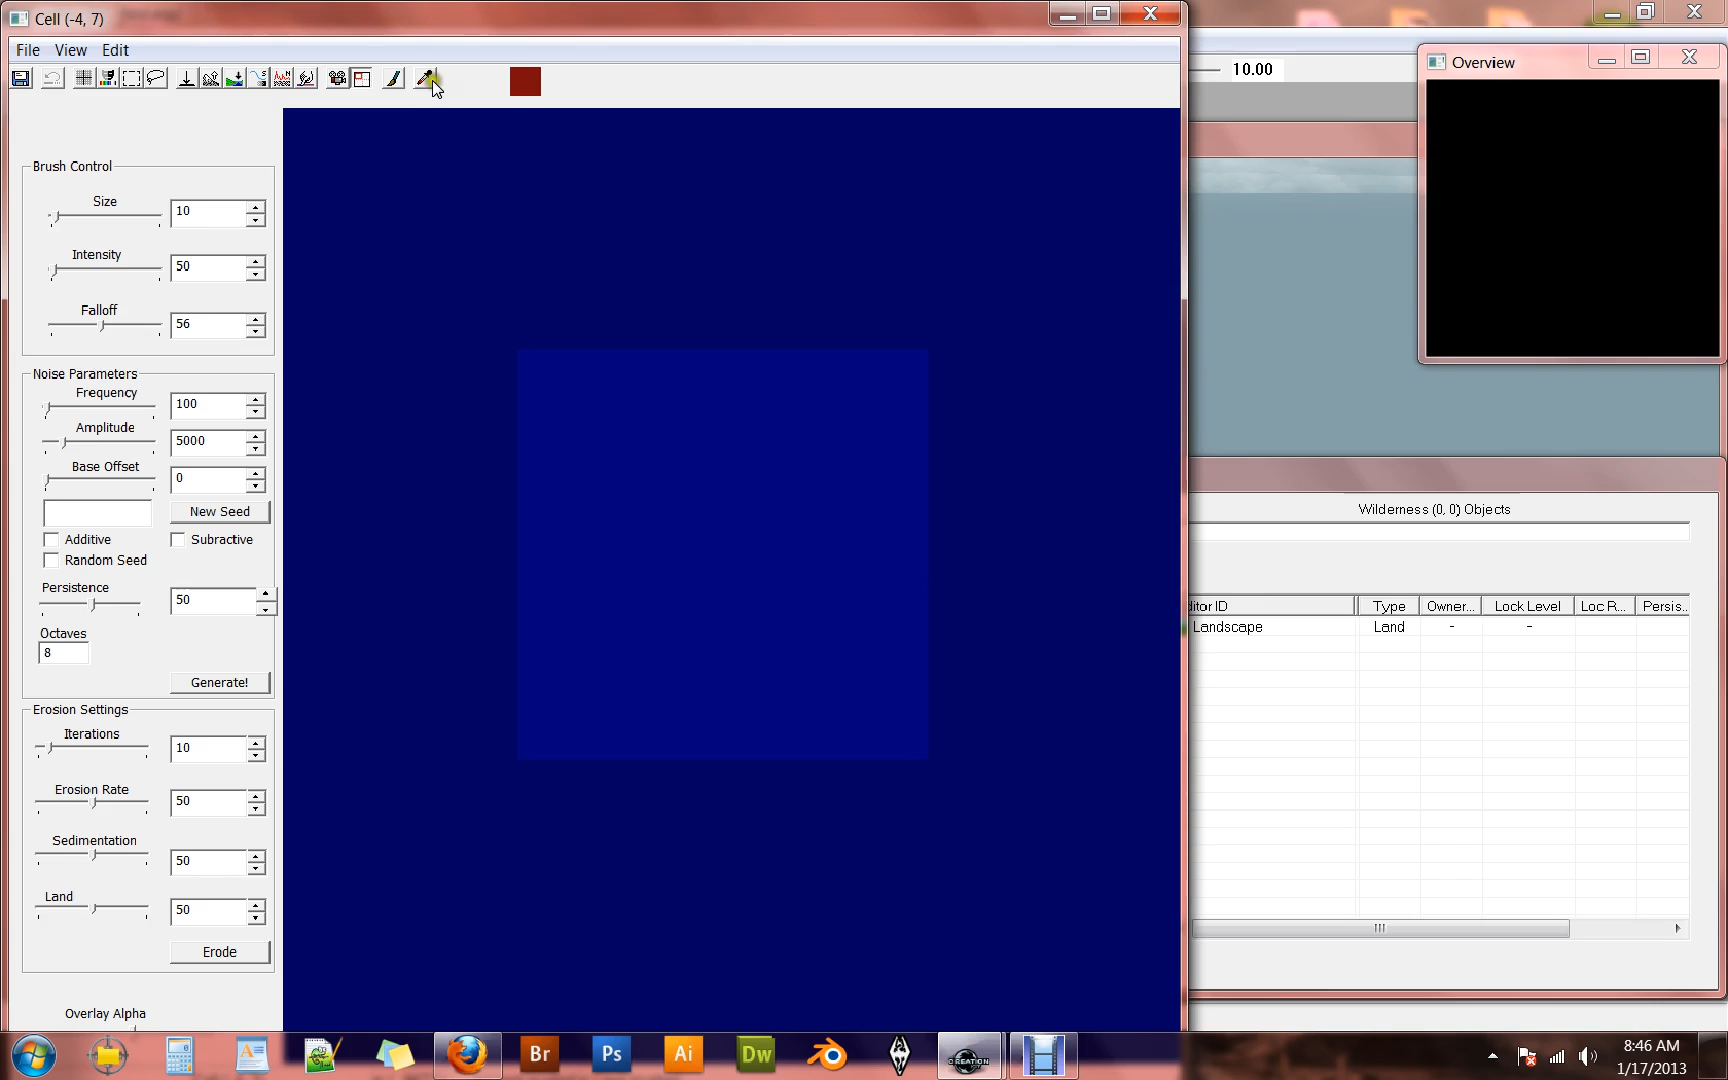 Cell (-4, 7)
File View Edit
10.00
Overview
Brush Control
Size
10
Intensity
50
Falloff
56
Noise Parameters
Frequency
100
Amplitude
5000
Base Offset
0
New Seed
Additive
Subractive
Random Seed
Persistence
50
Octaves
8
Generate!
Erosion Settings
Iterations
10
Erosion Rate
50
Sedimentation
50
Land
50
Erode
Overlay Alpha
Wilderness (0, 0) Objects
ditor ID Type Owner... Lock Level Loc R... Persis..
Landscape Land - -
Br Ps Ai Dw
CREATION
8:46 AM
1/17/2013